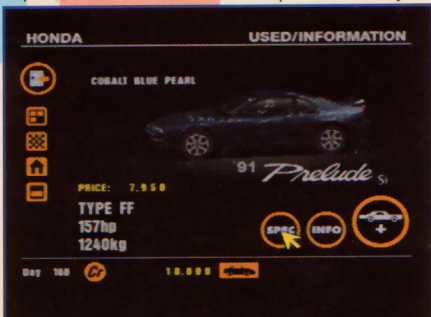 HONDA USED/INFORMATION
COBALT BLUE PEARL
'91 Prelude Si
PRICE: 7,950
TYPE FF
157hp
1240kg
SPEC INFO +
Day 160 Cr 10.000